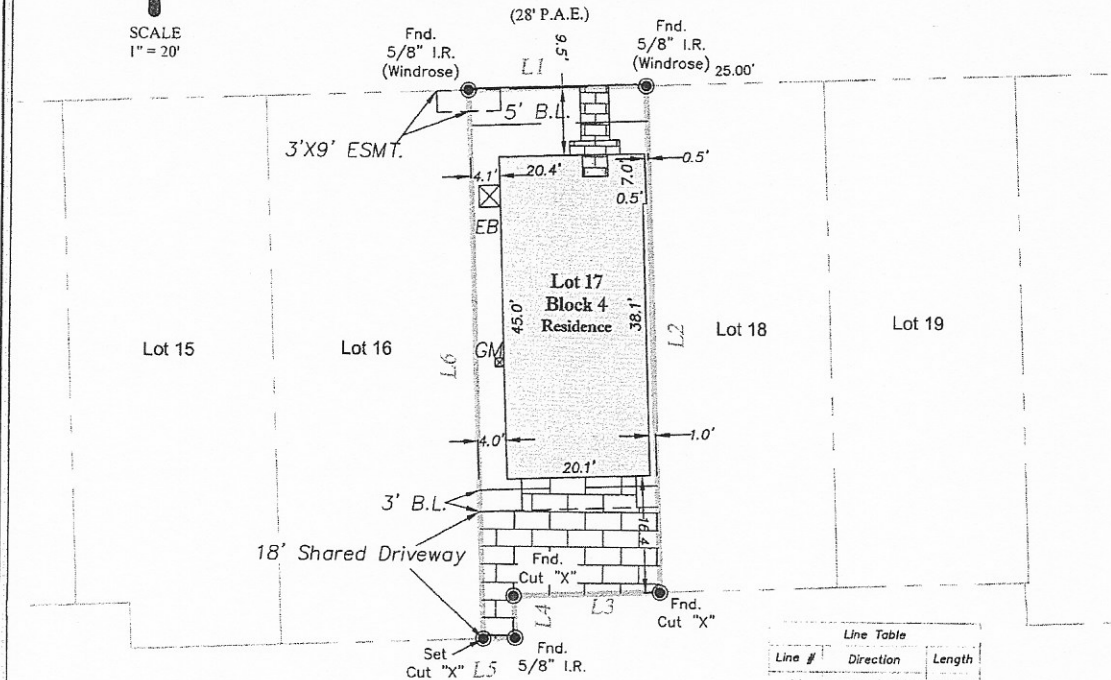 SCALE
1" = 20'
(28' P.A.E.)
Fnd.
5/8" I.R.
(Windrose)
L1
9.5'
Fnd.
5/8" I.R.
(Windrose)
25.00'
5' B.L.
3'X9' ESMT.
4.1'
20.4'
7.0'
0.5'
0.5'
EB
Lot 17
Block 4
Residence
45.0'
38.1'
Lot 15
Lot 16
L6
GM
L2
Lot 18
Lot 19
4.0'
20.1'
1.0'
3' B.L.
16.4'
18' Shared Driveway
Fnd.
Cut "X"
L4
L3
Fnd.
Cut "X"
Set
Cut "X"
L5
Fnd.
5/8" I.R.
Line Table
Line #
Direction
Length